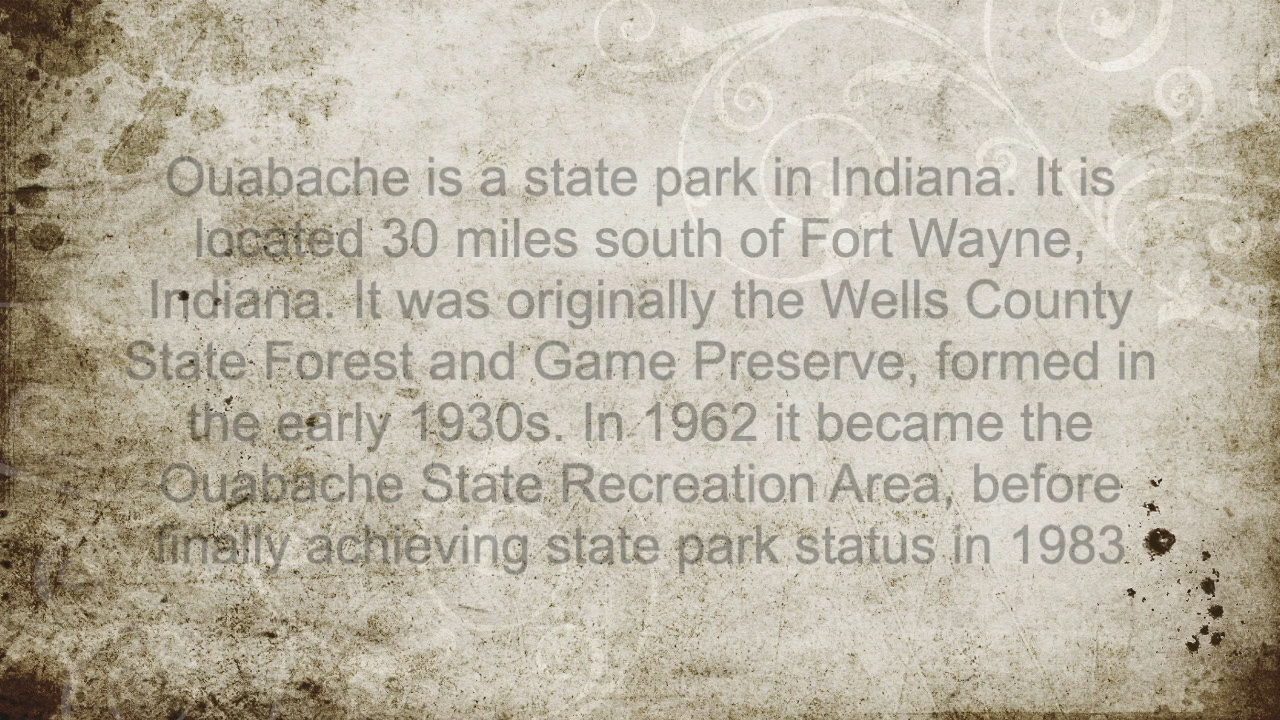 Ouabache is a state park in Indiana. It is
located 30 miles south of Fort Wayne,
Indiana. It was originally the Wells County
State Forest and Game Preserve, formed in
the early 1930s. In 1962 it became the
Ouabache State Recreation Area, before
finally achieving state park status in 1983